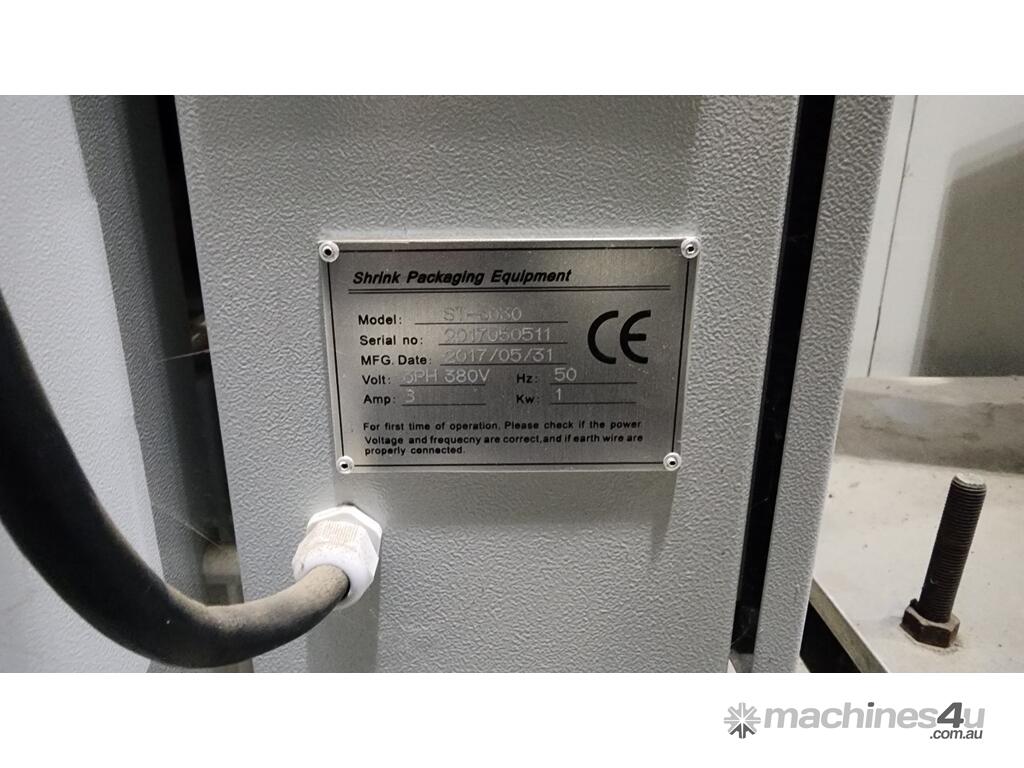 Shrink Packaging Equipment
Model: ST-6030
Serial no: 2017050511
MFG. Date: 2017/05/31
Volt: 3PH 380V Hz: 50
Amp: 3 Kw: 1
CE
For first time of operation, Please check if the power
Voltage and frequecny are correct,and if earth wire are
properly connected.
machines4u
.com.au